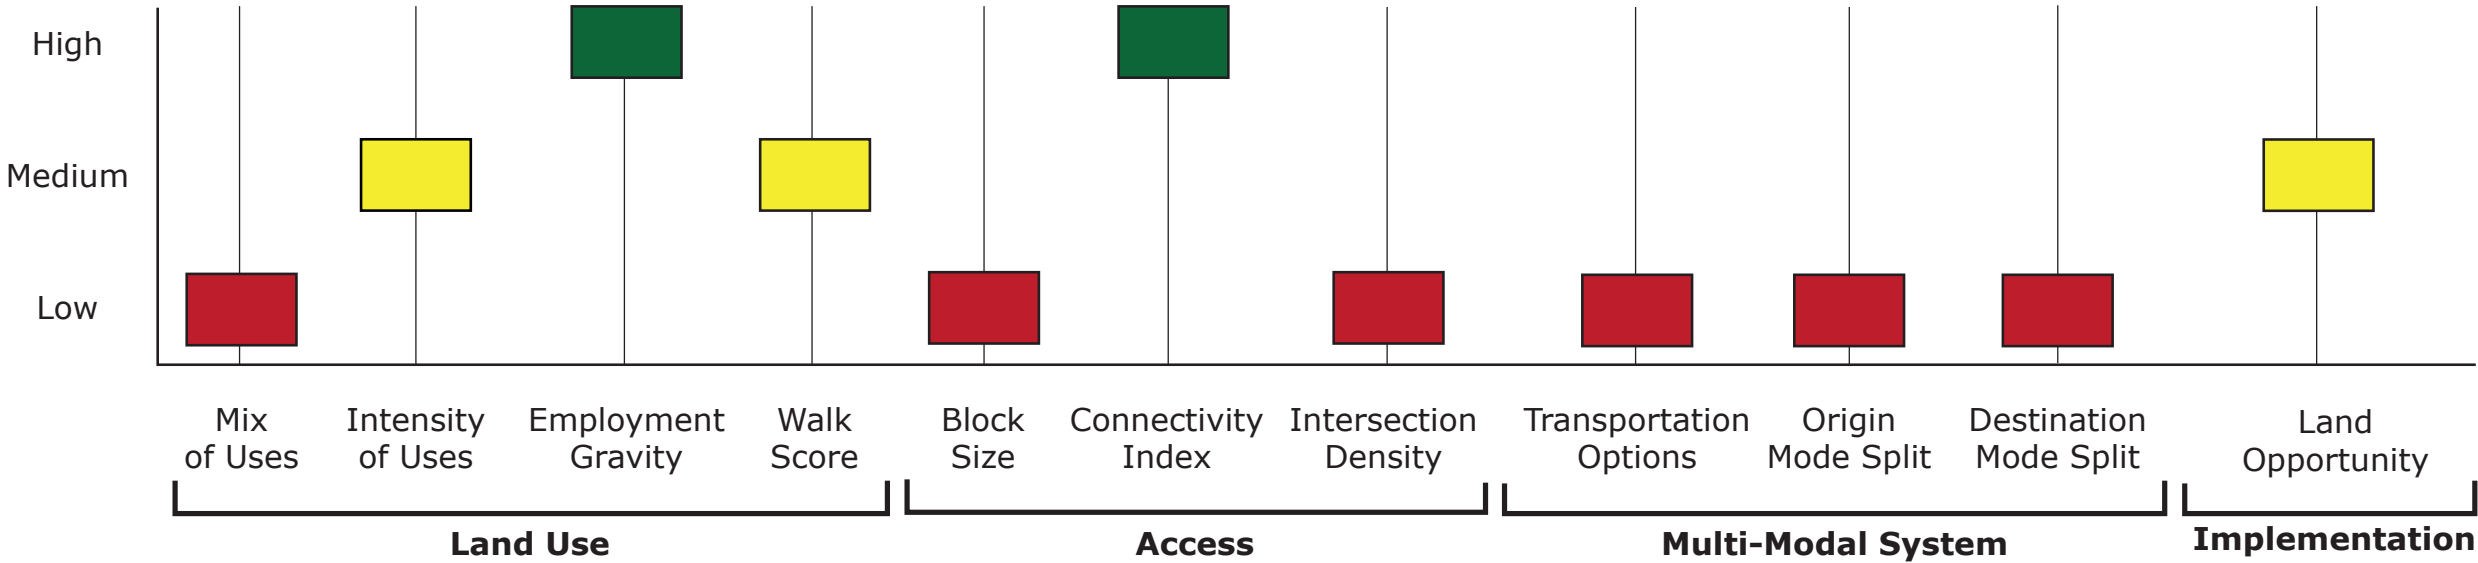 High
Medium
Low
Mix
of Uses
Intensity
of Uses
Employment
Gravity
Walk
Score
Block
Size
Connectivity
Index
Intersection
Density
Transportation
Options
Origin
Mode Split
Destination
Mode Split
Land
Opportunity
Land Use
Access
Multi-Modal System
Implementation